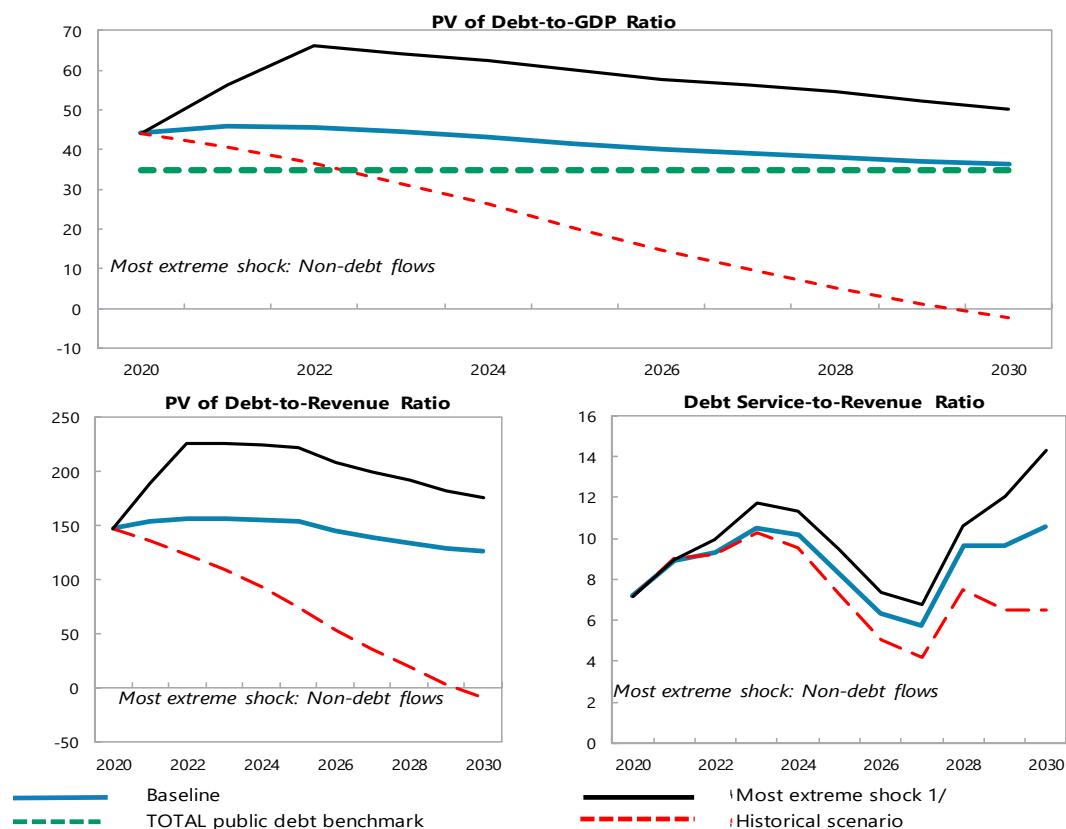 PV of Debt-to-GDP Ratio
70
60
50
40
30
20
10
0
-10
Most extreme shock: Non-debt flows
2020 2022 2024 2026 2028 2030
PV of Debt-to-Revenue Ratio
250
200
150
100
50
0
-50
Most extreme shock: Non-debt flows
2020 2022 2024 2026 2028 2030
Debt Service-to-Revenue Ratio
16
14
12
10
8
6
4
2
0
Most extreme shock: Non-debt flows
2020 2022 2024 2026 2028 2030
Baseline
Most extreme shock 1/
TOTAL public debt benchmark
Historical scenario